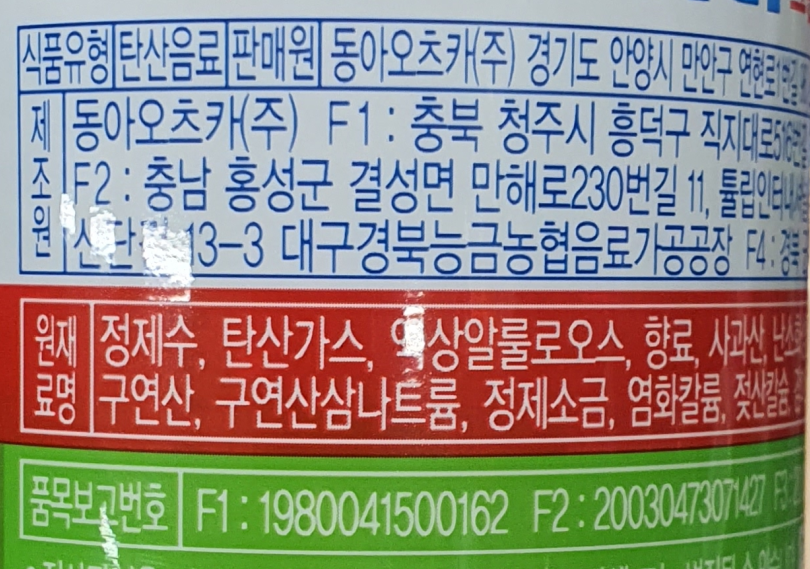 식품유형 탄산음료 판매원 동아오츠카(주) 경기도 안양시 만안구
제조원 동아오츠카(주) F1 : 충북 청주시 흥덕구 직지대로
F2 : 충남 홍성군 결성면 만해로230번길 11,
13-3 대구경북능금농협음료가공공장 F4 :
원재료명 정제수, 탄산가스, 액상알룰로오스, 향료, 사과산,
구연산, 구연산삼나트륨, 정제소금, 염화칼륨, 젖산칼슘,
품목보고번호 F1 : 1980041500162 F2 : 20030473071427 F3 :